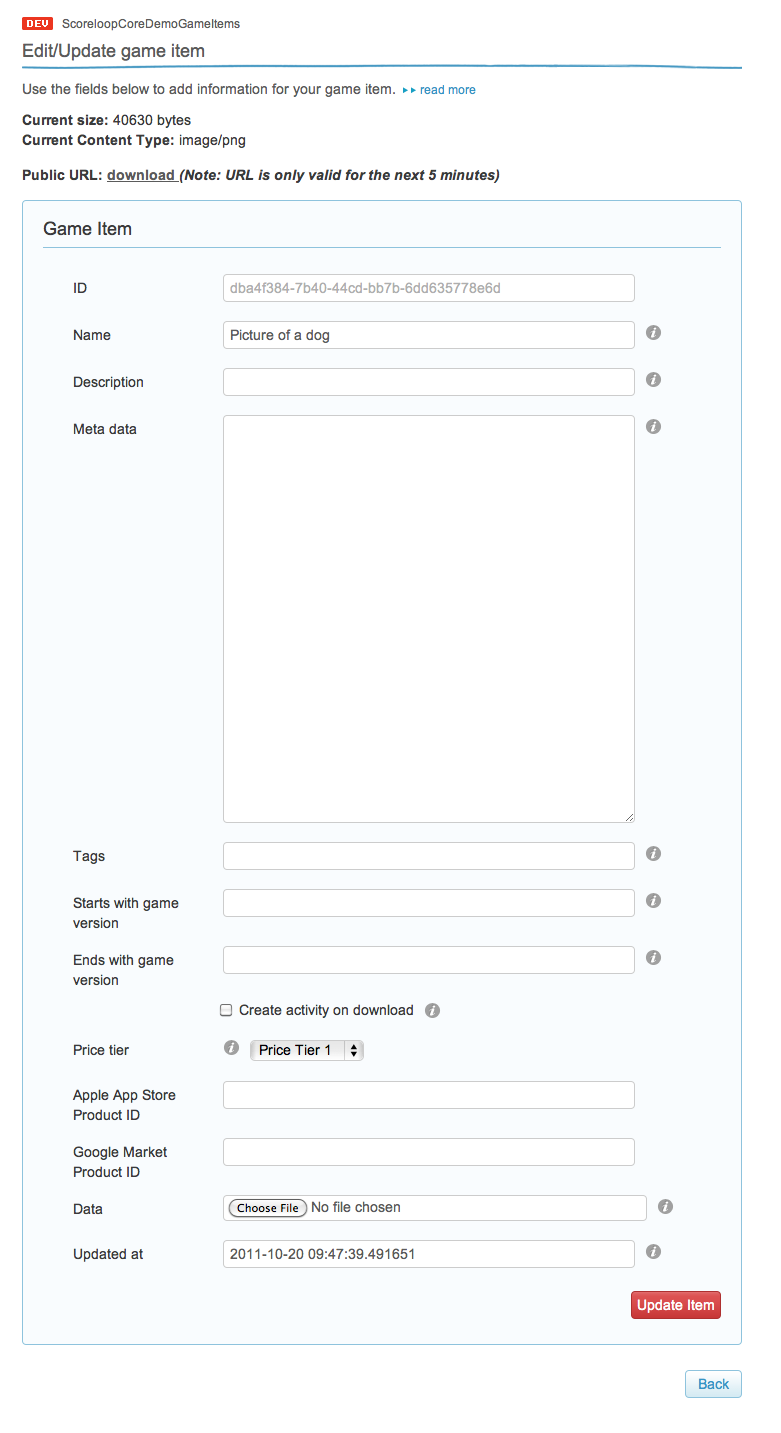 DEV ScoreloopCoreDemoGameItems
Edit/Update game item
Use the fields below to add information for your game item. read more
Current size: 40630 bytes
Current Content Type: image/png
Public URL: download (Note: URL is only valid for the next 5 minutes)
Game Item
ID dba4f384-7b40-44cd-bb7b-6dd635778e6d
Name Picture of a dog i
Description i
Meta data i
Tags i
Starts with game i
version
Ends with game i
version
Create activity on download i
Price tier i Price Tier 1
Apple App Store
Product ID
Google Market
Product ID
Data Choose File No file chosen i
Updated at 2011-10-20 09:47:39.491651 i
Update Item
Back